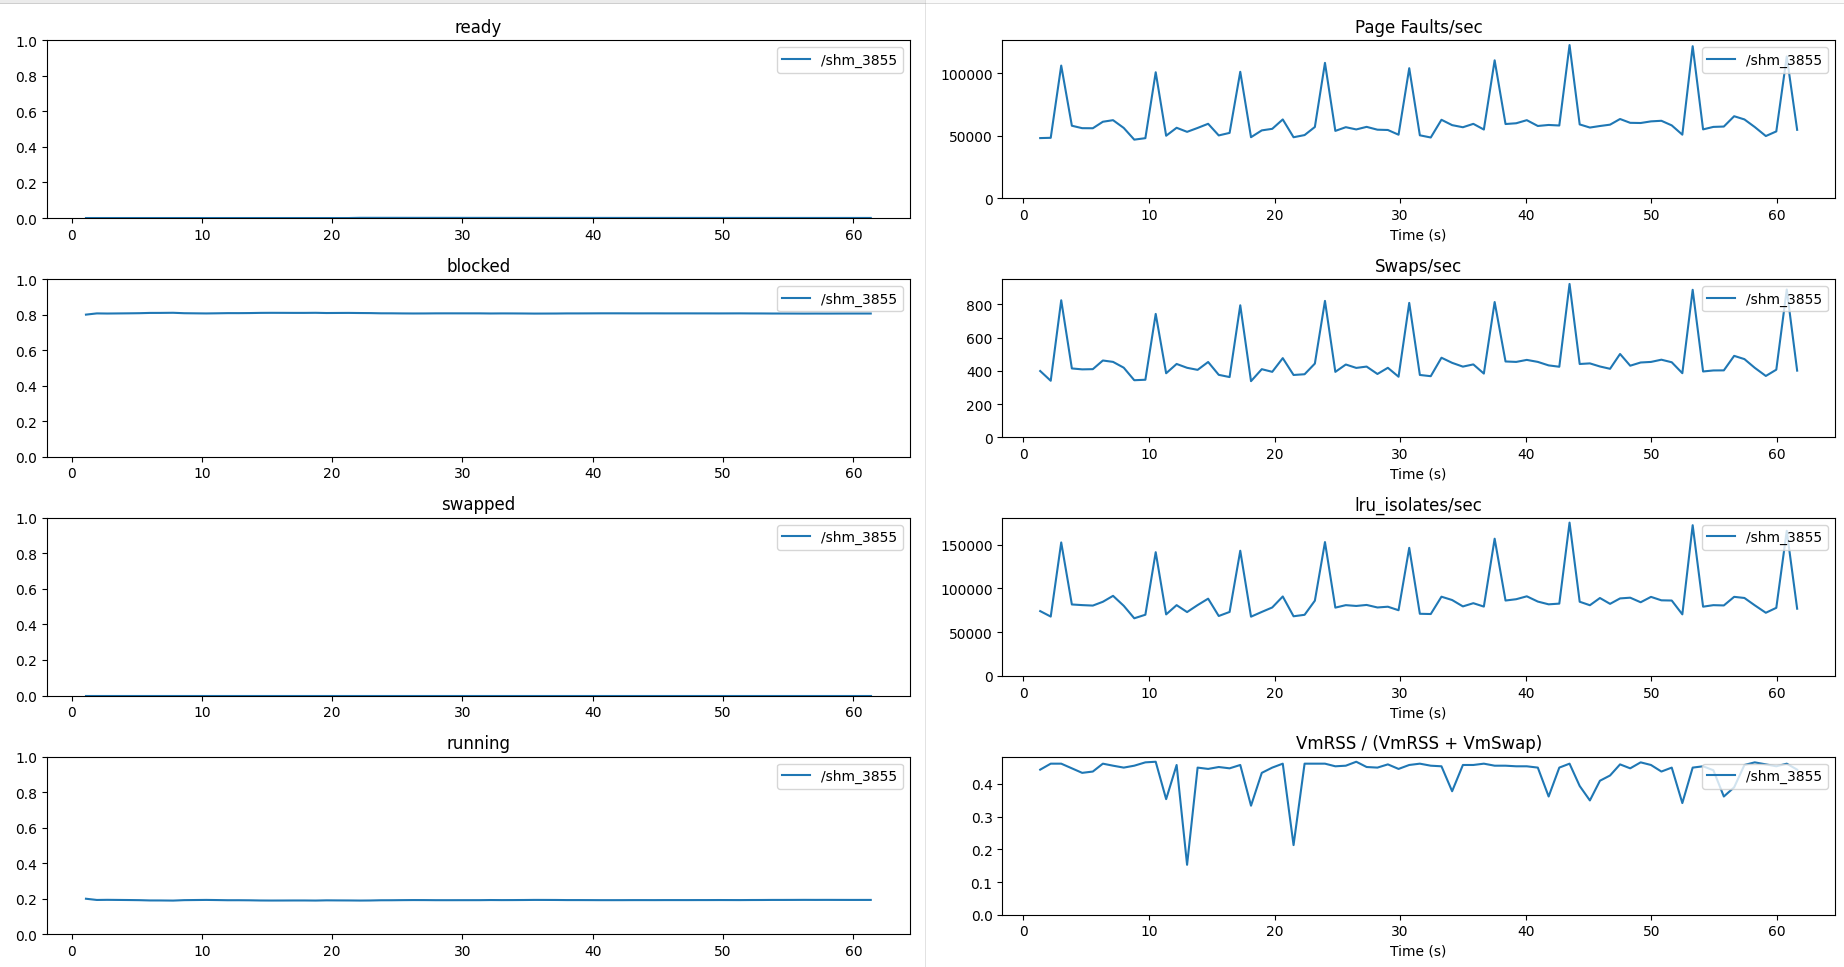 ready
1.0
0.8
0.6
0.4
0.2
0.0
/shm_3855
0 10 20 30 40 50 60
blocked
1.0
0.8
0.6
0.4
0.2
0.0
/shm_3855
0 10 20 30 40 50 60
swapped
1.0
0.8
0.6
0.4
0.2
0.0
/shm_3855
0 10 20 30 40 50 60
running
1.0
0.8
0.6
0.4
0.2
0.0
/shm_3855
0 10 20 30 40 50 60
Page Faults/sec
100000
50000
0
/shm_3855
0 10 20 30 40 50 60
Time (s)
Swaps/sec
800
600
400
200
0
/shm_3855
0 10 20 30 40 50 60
Time (s)
lru_isolates/sec
150000
100000
50000
0
/shm_3855
0 10 20 30 40 50 60
Time (s)
VmRSS / (VmRSS + VmSwap)
0.4
0.3
0.2
0.1
0.0
/shm_3855
0 10 20 30 40 50 60
Time (s)